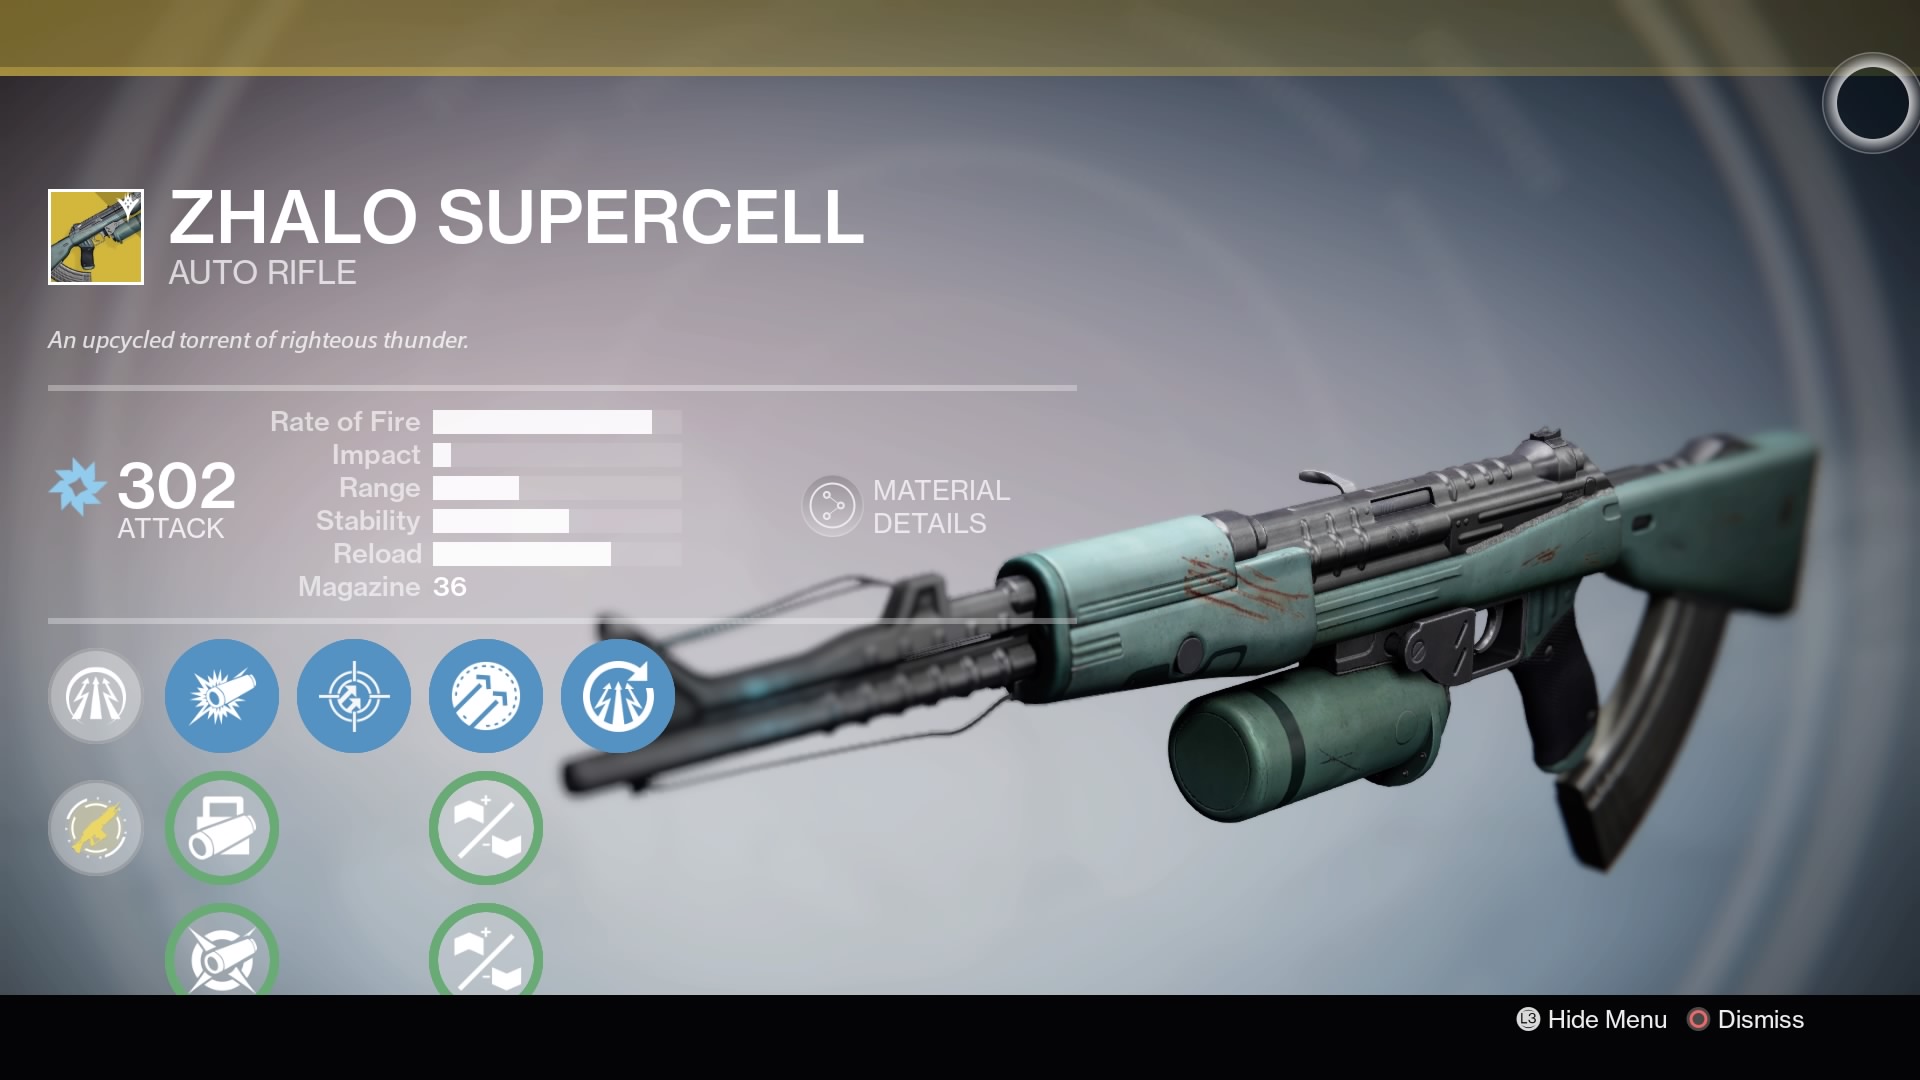 ZHALO SUPERCELL
AUTO RIFLE
An upcycled torrent of righteous thunder.
302
ATTACK
Rate of Fire
Impact
Range
Stability
Reload
Magazine 36
MATERIAL
DETAILS
L3 Hide Menu Dismiss